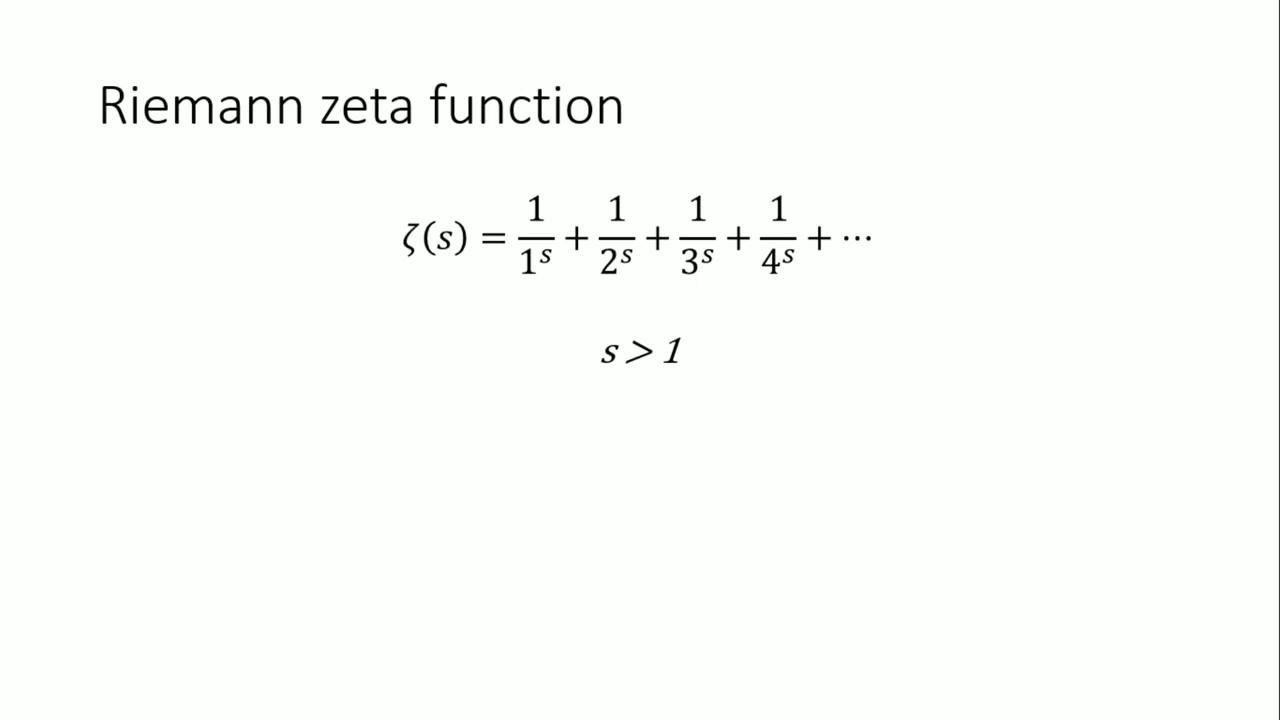 Riemann zeta function
ζ(s) = 1/1^s + 1/2^s + 1/3^s + 1/4^s + ⋯
s > 1